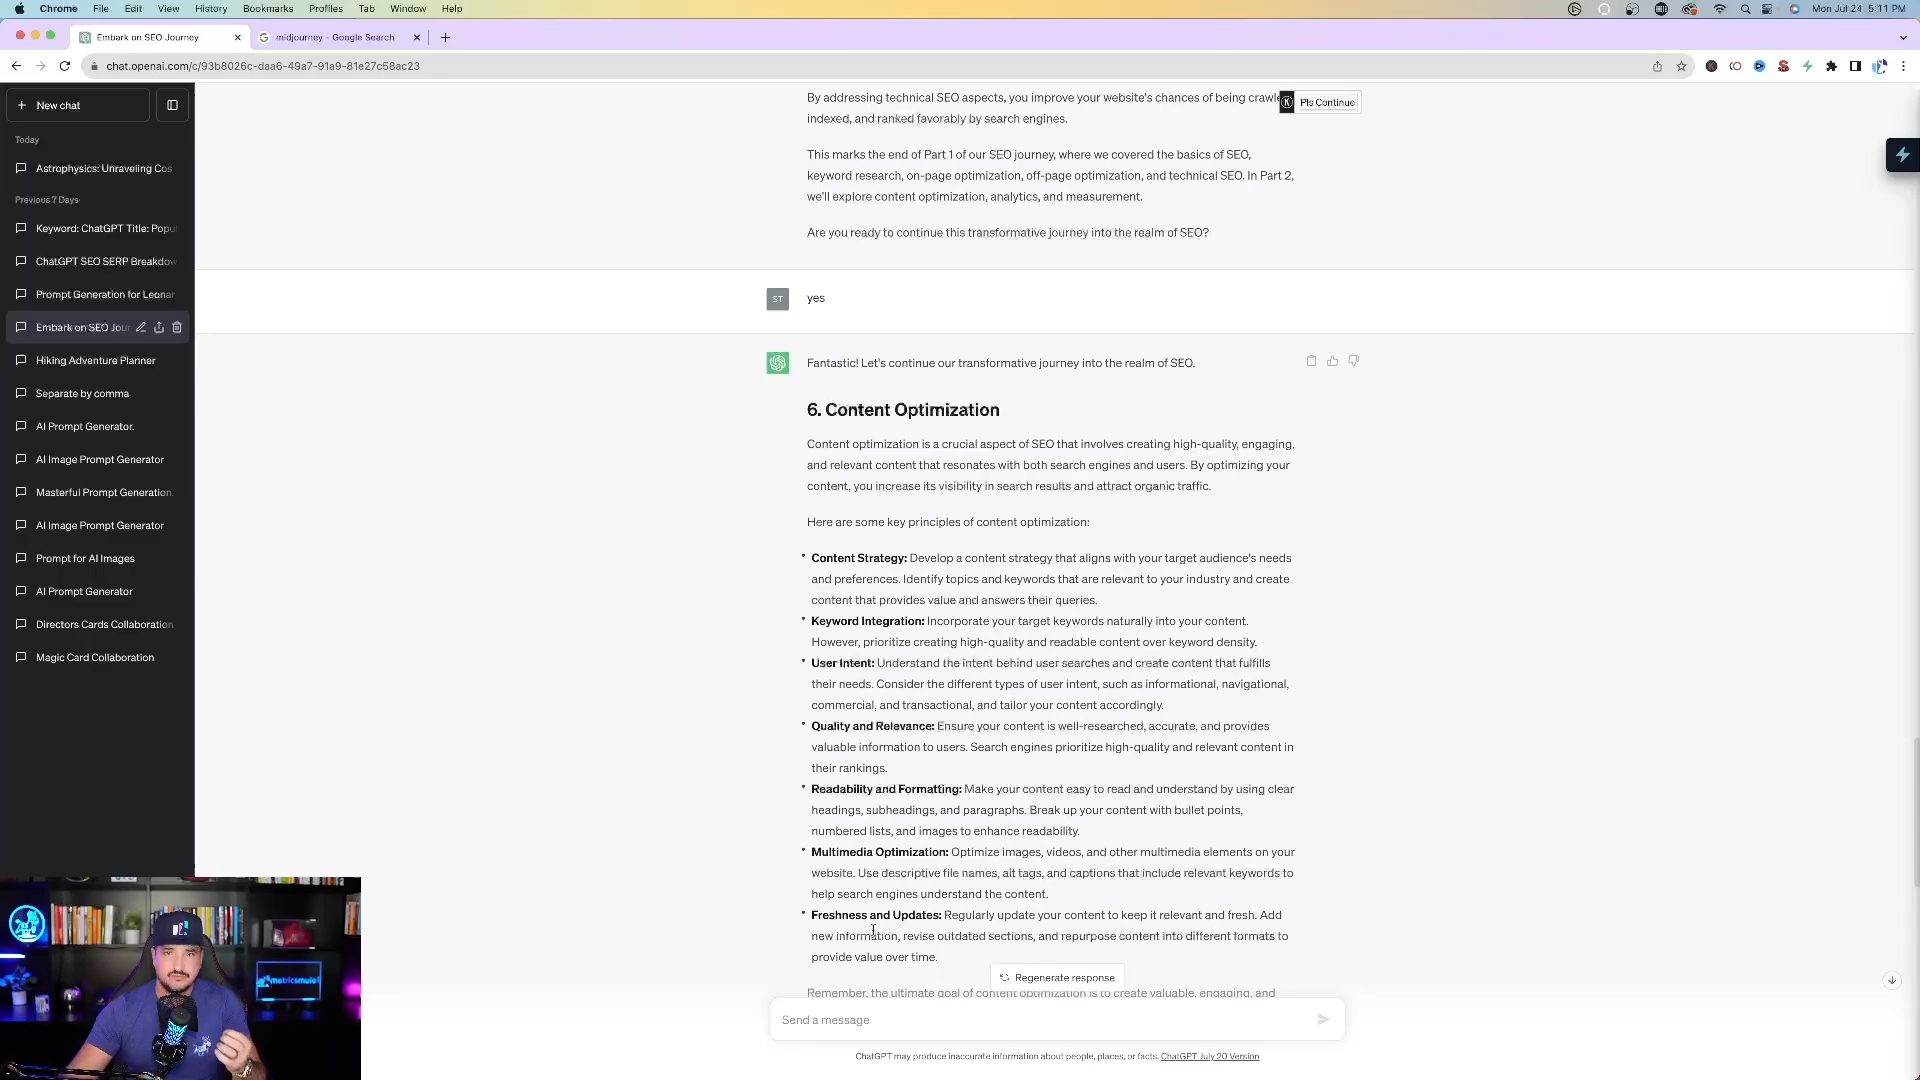 Chrome File Edit View History Bookmarks Profiles Tab Window Help
Mon Jul 24 5:11 PM
Embark on SEO Journey
midjourney - Google Search
chat.openai.com/c/93b8026c-daa6-49a7-91a9-81e27c58ac23
New chat
Today
Astrophysics: Unraveling Cos
Previous 7 Days
Keyword: ChatGPT Title: Popu
ChatGPT SEO SERP Breakdow
Prompt Generation for Leonar
Embark on SEO Jour
Hiking Adventure Planner
Separate by comma
AI Prompt Generator.
AI Image Prompt Generator
Masterful Prompt Generation.
AI Image Prompt Generator
Prompt for AI Images
AI Prompt Generator
Directors Cards Collaboration
Magic Card Collaboration
By addressing technical SEO aspects, you improve your website's chances of being crawle
Pls Continue
indexed, and ranked favorably by search engines.
This marks the end of Part 1 of our SEO journey, where we covered the basics of SEO,
keyword research, on-page optimization, off-page optimization, and technical SEO. In Part 2,
we'll explore content optimization, analytics, and measurement.
Are you ready to continue this transformative journey into the realm of SEO?
ST
yes
Fantastic! Let's continue our transformative journey into the realm of SEO.
6. Content Optimization
Content optimization is a crucial aspect of SEO that involves creating high-quality, engaging,
and relevant content that resonates with both search engines and users. By optimizing your
content, you increase its visibility in search results and attract organic traffic.
Here are some key principles of content optimization:
• Content Strategy: Develop a content strategy that aligns with your target audience's needs
and preferences. Identify topics and keywords that are relevant to your industry and create
content that provides value and answers their queries.
• Keyword Integration: Incorporate your target keywords naturally into your content.
However, prioritize creating high-quality and readable content over keyword density.
• User Intent: Understand the intent behind user searches and create content that fulfills
their needs. Consider the different types of user intent, such as informational, navigational,
commercial, and transactional, and tailor your content accordingly.
• Quality and Relevance: Ensure your content is well-researched, accurate, and provides
valuable information to users. Search engines prioritize high-quality and relevant content in
their rankings.
• Readability and Formatting: Make your content easy to read and understand by using clear
headings, subheadings, and paragraphs. Break up your content with bullet points,
numbered lists, and images to enhance readability.
• Multimedia Optimization: Optimize images, videos, and other multimedia elements on your
website. Use descriptive file names, alt tags, and captions that include relevant keywords to
help search engines understand the content.
• Freshness and Updates: Regularly update your content to keep it relevant and fresh. Add
new information, revise outdated sections, and repurpose content into different formats to
provide value over time.
Regenerate response
Remember, the ultimate goal of content optimization is to create valuable, engaging, and
Send a message
ChatGPT may produce inaccurate information about people, places, or facts. ChatGPT July 20 Version
metricsmule